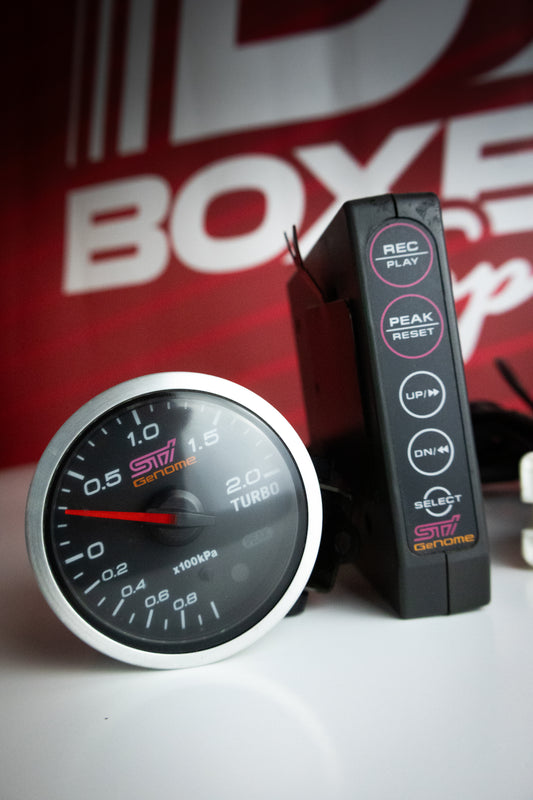 BOXE
REC
PLAY
PEAK
RESET
UP/▶▶
DN/◀◀
SELECT
STI
GENOME
1.0
1.5
0.5
STI
GENOME
2.0
TURBO
0
0.2
0.4
0.6
0.8
x100kPa